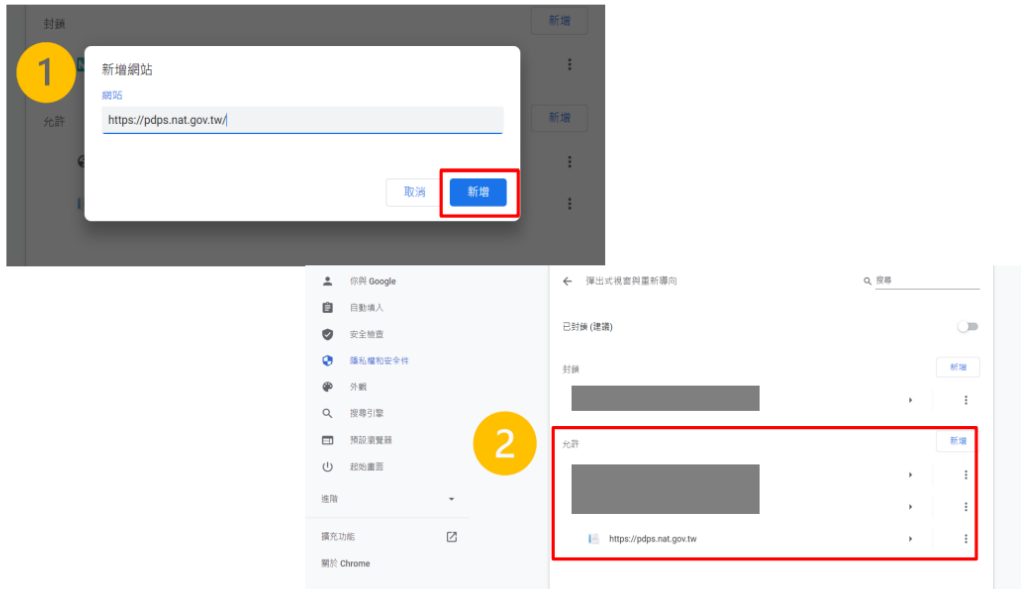 封鎖
新增
1
新增網站
網站
https://pdps.nat.gov.tw/
允許
新增
取消
新增
你與 Google
彈出式視窗與重新導向
搜尋
自動填入
安全檢查
已封鎖 (建議)
隱私權和安全性
封鎖
新增
外觀
搜尋引擎
2
預設瀏覽器
允許
新增
起始畫面
進階
擴充功能
https://pdps.nat.gov.tw
關於 Chrome